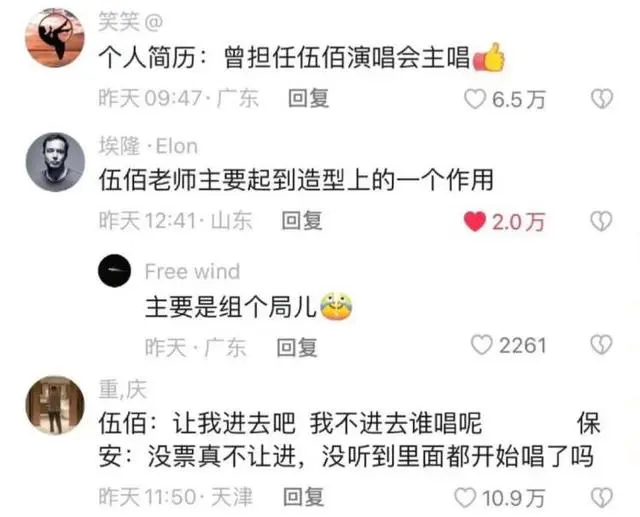 笑笑@
个人简历：曾担任伍佰演唱会主唱👍
昨天09:47·广东 回复 6.5万
埃隆·Elon
伍佰老师主要起到造型上的一个作用
昨天12:41·山东 回复 2.0万
Free wind
主要是组个局儿
昨天·广东 回复 2261
重,庆
伍佰：让我进去吧 我不进去谁唱呢 保
安：没票真不让进，没听到里面都开始唱了吗
昨天11:50·天津 回复 10.9万